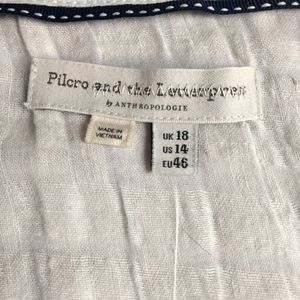 Pilcro and the Letterpress
by ANTHROPOLOGIE
MADE IN
VIETNAM
UK 18
US 14
EU 46